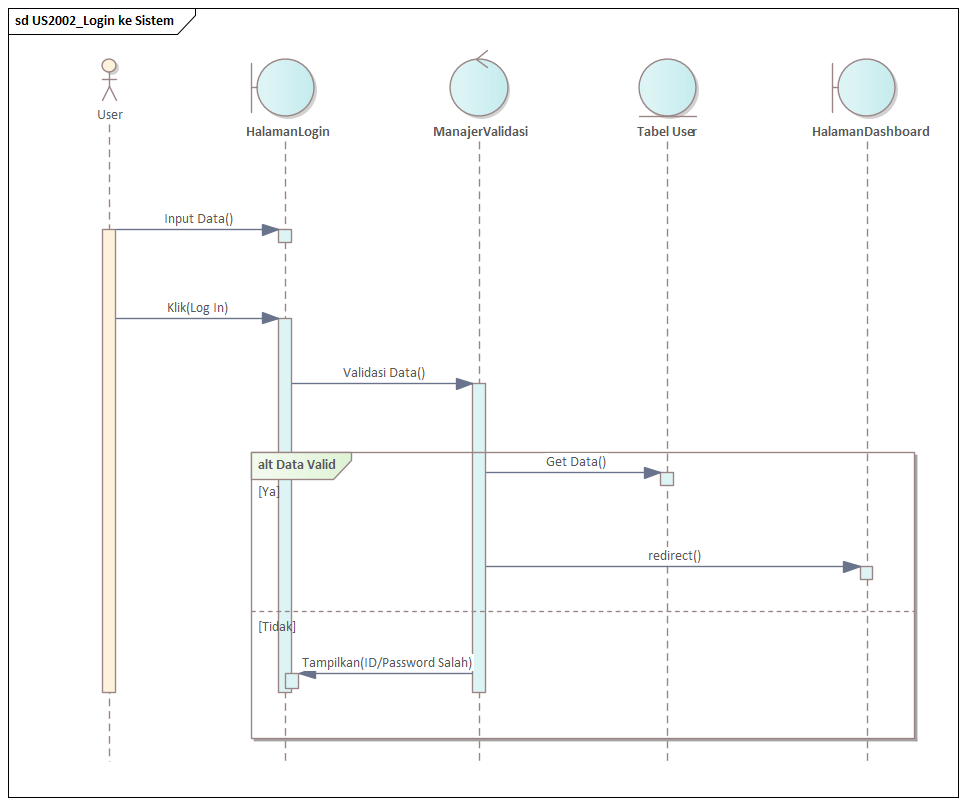 sd US2002_Login ke Sistem
User
HalamanLogin
ManajerValidasi
Tabel User
HalamanDashboard
Input Data()
Klik(Log In)
Validasi Data()
alt Data Valid
Get Data()
[Ya]
redirect()
[Tidak]
Tampilkan(ID/Password Salah)